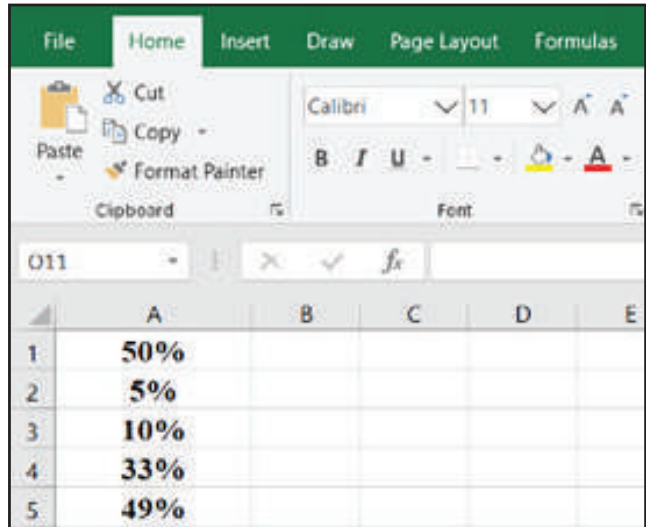 File Home Insert Draw Page Layout Formulas
Cut
Copy
Paste
Format Painter
Clipboard
Calibri 11 A A
B I U A
Font
O11 fx
A B C D E
1 50%
2 5%
3 10%
4 33%
5 49%